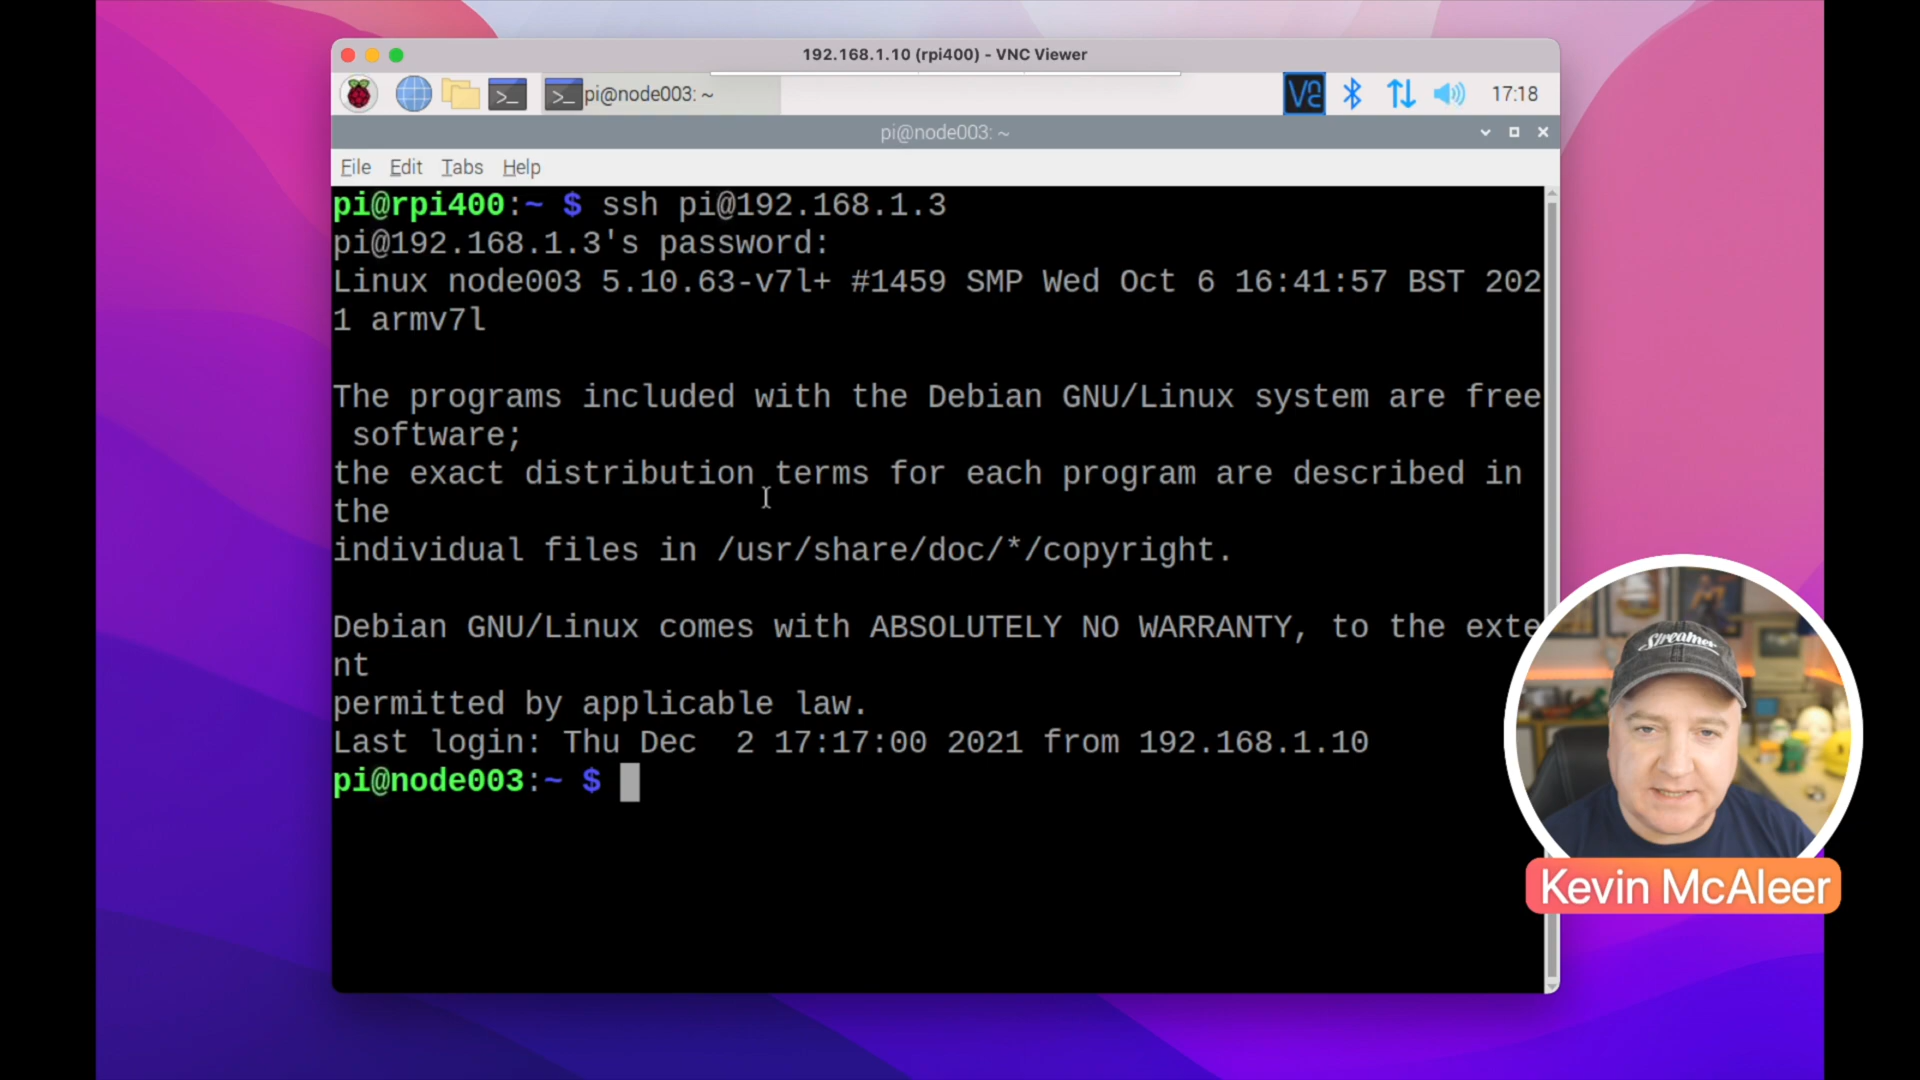 192.168.1.10 (rpi400) - VNC Viewer
pi@node003: ~
17:18
pi@node003: ~
File Edit Tabs Help
pi@rpi400:~ $ ssh pi@192.168.1.3
pi@192.168.1.3's password:
Linux node003 5.10.63-v7l+ #1459 SMP Wed Oct 6 16:41:57 BST 202
1 armv7l
The programs included with the Debian GNU/Linux system are free
software;
the exact distribution terms for each program are described in
the
individual files in /usr/share/doc/*/copyright.
Debian GNU/Linux comes with ABSOLUTELY NO WARRANTY, to the exte
nt
permitted by applicable law.
Last login: Thu Dec  2 17:17:00 2021 from 192.168.1.10
pi@node003:~ $
Streamer
Kevin McAleer